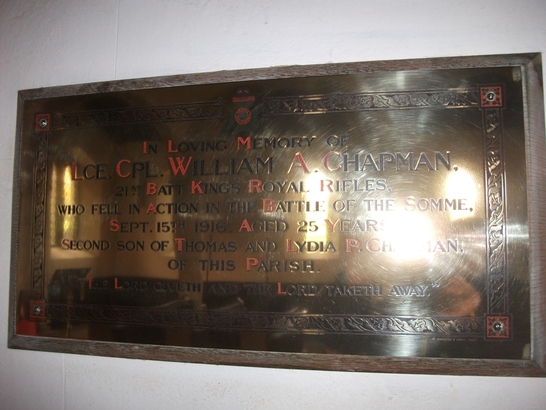 IN LOVING MEMORY OF
LCE. CPL. WILLIAM A. CHAPMAN,
21ST BATT. KINGS ROYAL RIFLES,
WHO FELL IN ACTION IN THE BATTLE OF THE SOMME,
SEPT. 15TH 1916, AGED 25 YEARS
SECOND SON OF THOMAS AND LYDIA P. CHAPMAN,
OF THIS PARISH.
"THE LORD GIVETH AND THE LORD TAKETH AWAY."